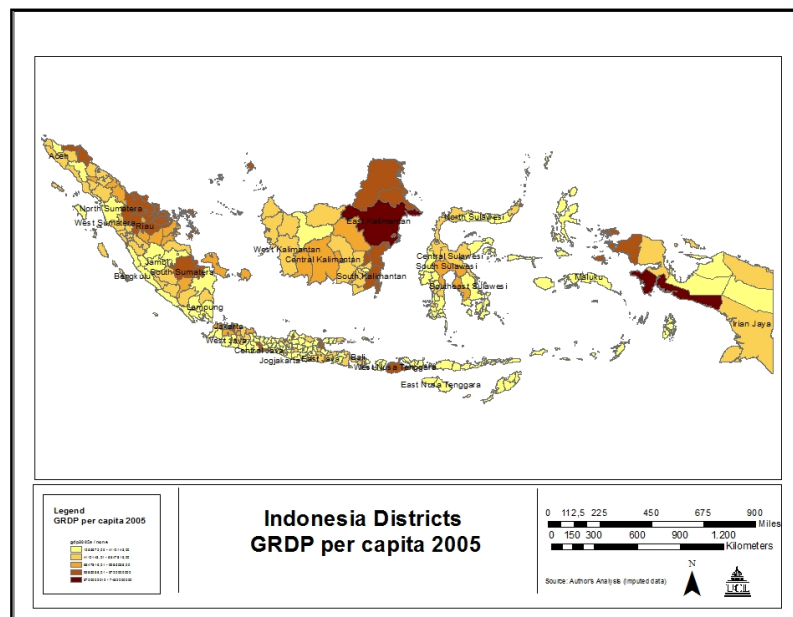 Aceh
North Sumatera
West Sumatera
Riau
Jambi
South Sumatera
Bengkulu
Lampung
Jakarta
West Java
Central Java
Jogjakarta
East Java
Bali
West Nusa Tenggara
East Nusa Tenggara
West Kalimantan
Central Kalimantan
South Kalimantan
East Kalimantan
North Sulawesi
Central Sulawesi
South Sulawesi
Southeast Sulawesi
Maluku
Irian Jaya
Legend
GRDP per capita 2005
Indonesia Districts
GRDP per capita 2005
0 112,5 225 450 675 900
Miles
0 150 300 600 900 1.200
Kilometers
Source: Author's Analysis (Imputed data)
N
UCL